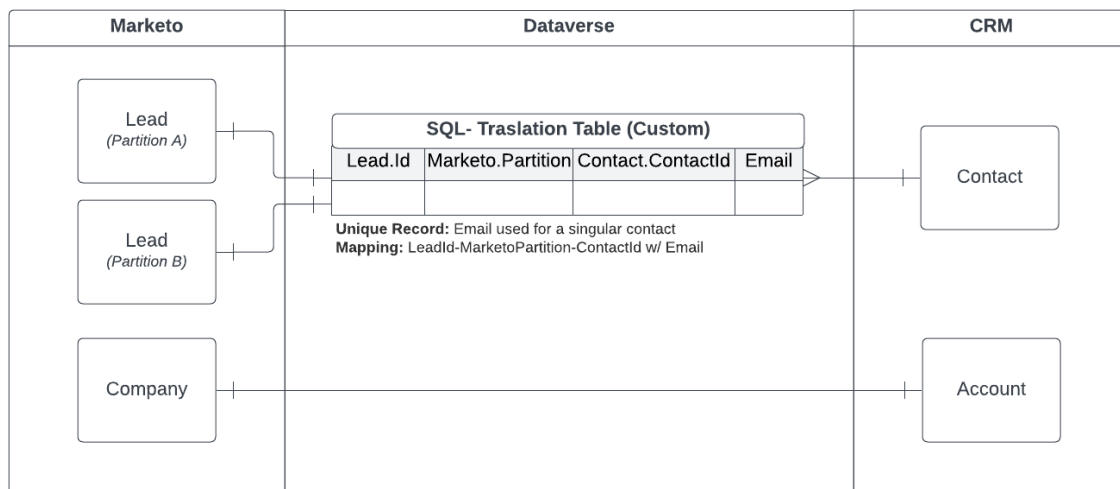 Marketo
Dataverse
CRM
Lead
(Partition A)
SQL- Traslation Table (Custom)
Lead.Id
Marketo.Partition
Contact.ContactId
Email
Contact
Lead
(Partition B)
Unique Record: Email used for a singular contact
Mapping: LeadId-MarketoPartition-ContactId w/ Email
Company
Account